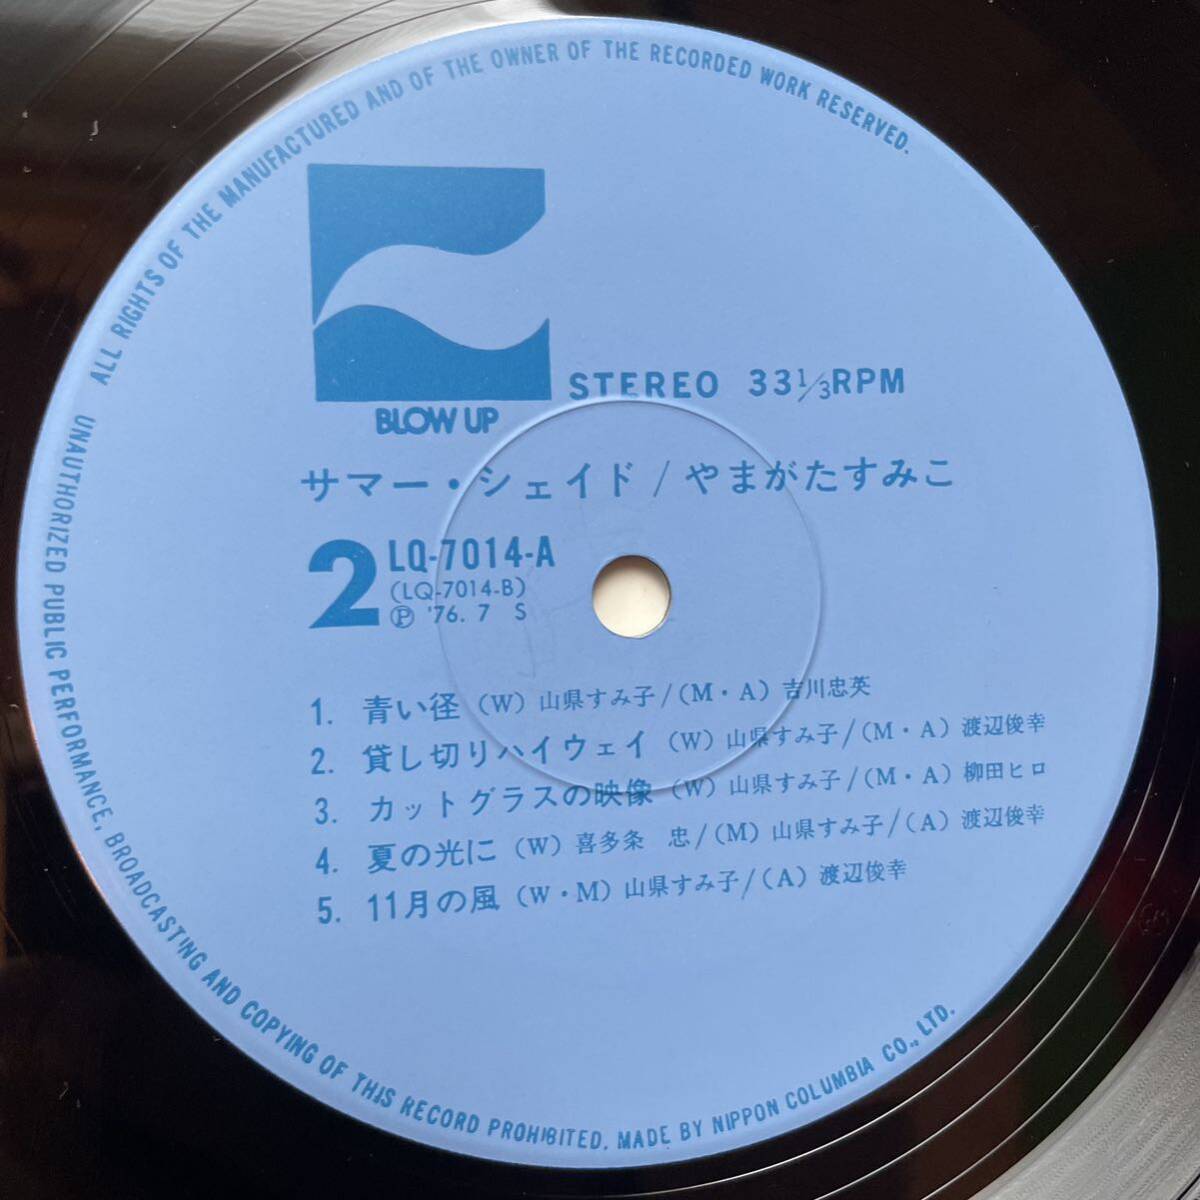 ALL RIGHTS OF THE MANUFACTURED AND OF THE OWNER OF THE RECORDED WORK RESERVED.
BLOW UP
STEREO 33 1/3 RPM
サマー・シェイド / やまがたすみこ
2
LQ-7014-A
(LQ-7014-B)
Ⓟ '76. 7 S
1. 青い径 (W) 山県すみ子/(M・A) 吉川忠英
2. 貸し切りハイウェイ (W) 山県すみ子/(M・A) 渡辺俊幸
3. カットグラスの映像 (W) 山県すみ子/(M・A) 柳田ヒロ
4. 夏の光に (W) 喜多条 忠/(M) 山県すみ子/(A) 渡辺俊幸
5. 11月の風 (W・M) 山県すみ子/(A) 渡辺俊幸
UNAUTHORIZED PUBLIC PERFORMANCE, BROADCASTING AND COPYING OF THIS RECORD PROHIBITED. MADE BY NIPPON COLUMBIA CO., LTD.